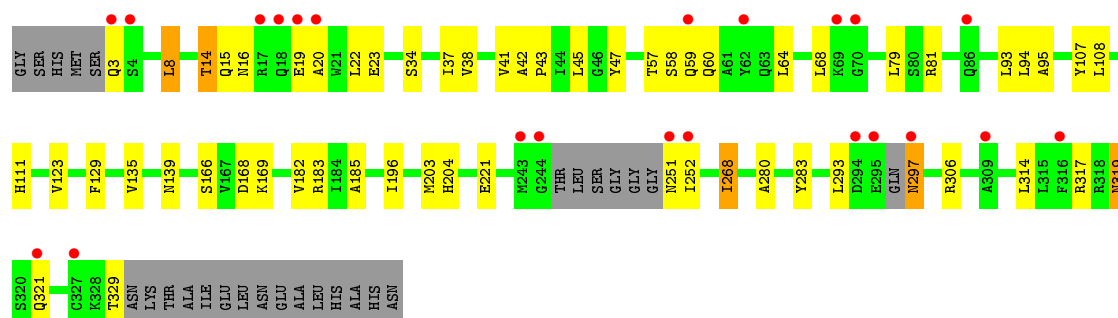 GLY SER HIS MET SER Q3 S4 L8 T14 Q15 N16 R17 Q18 E19 A20 W21 L22 E23 S34 I37 V38 V41 A42 P43 I44 L45 G46 Y47 T57 S58 Q59 Q60 A61 Y62 Q63 L64 L68 K69 G70 L79 S80 R81 Q86 L93 L94 A95 Y107 L108
H111 V123 F129 V135 N139 S166 V167 D168 K169 V182 R183 I184 A185 I196 M203 H204 E221 M243 G244 THR LEU SER GLY GLY GLY N251 I252 I268 A280 Y283 L293 D294 E295 GLN N297 R306 A309 L314 L315 F316 R317 R318 N319
S320 Q321 C327 K328 T329 ASN LYS THR ALA ILE GLU LEU ASN GLU ALA LEU HIS ALA HIS ASN